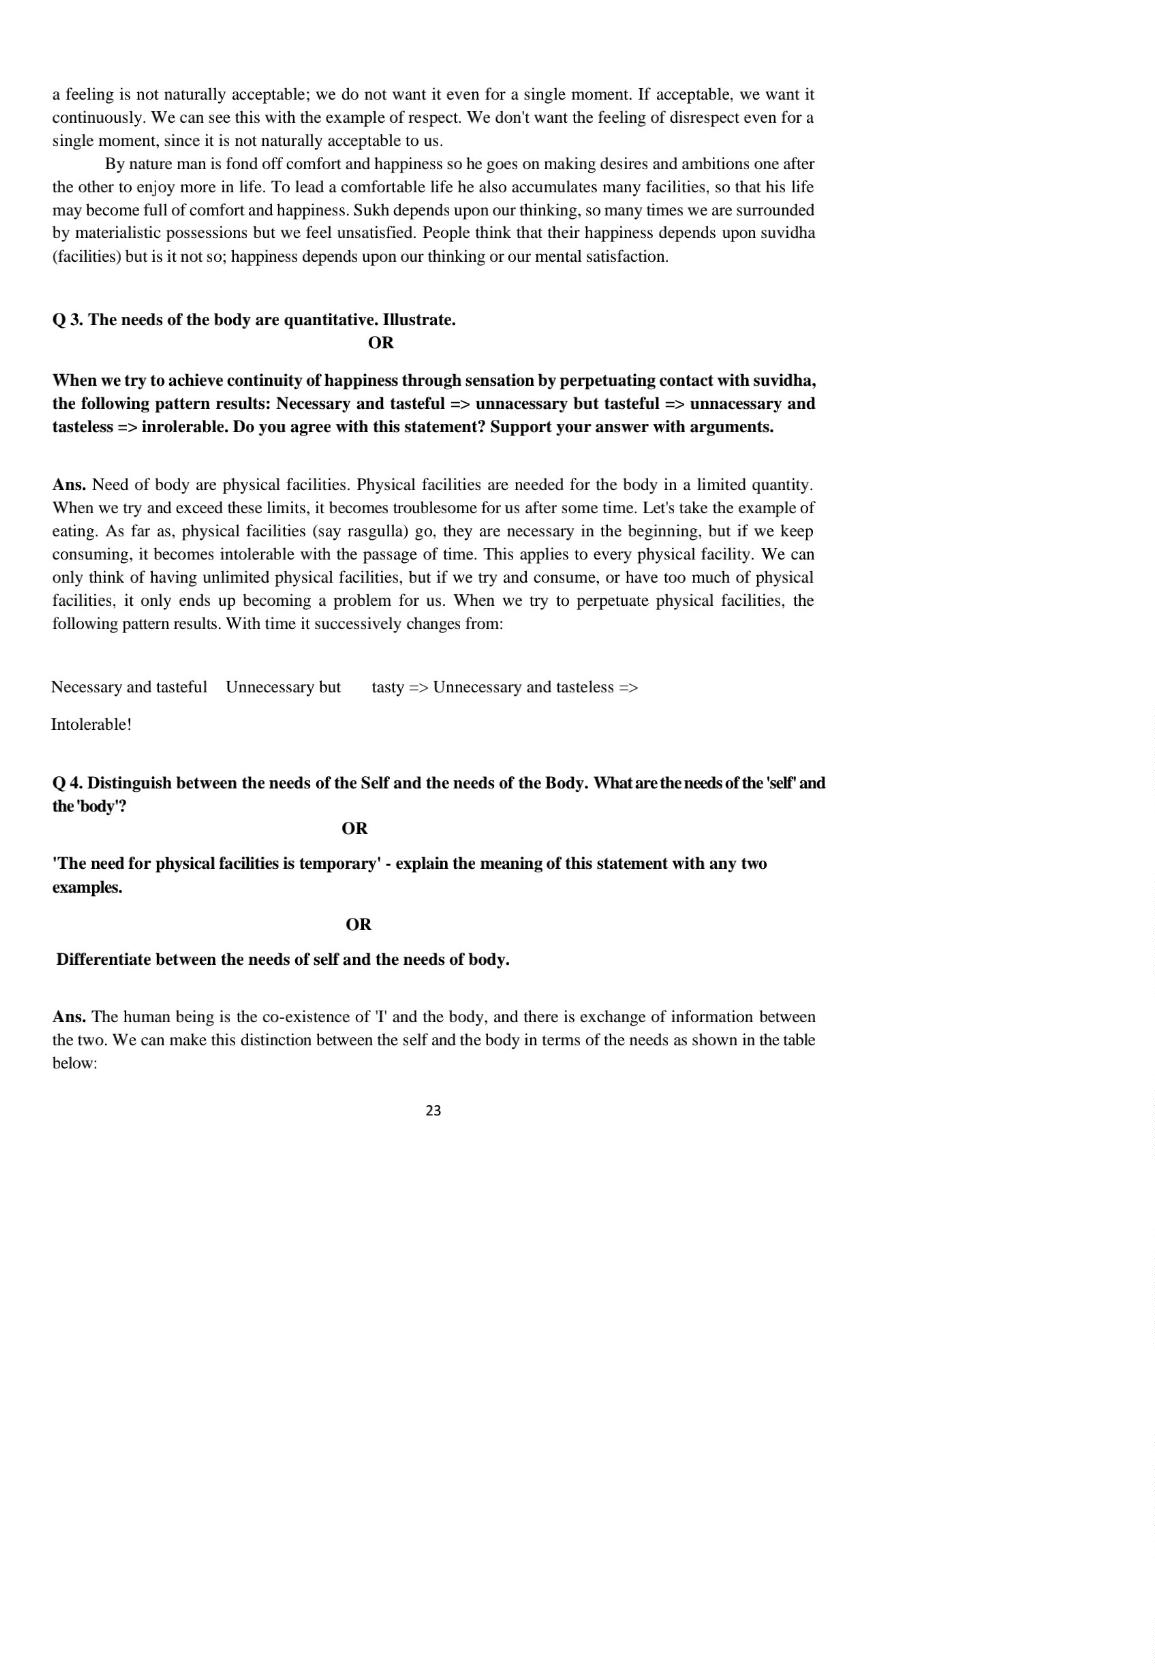 a feeling is not naturally acceptable; we do not want it even for a single moment. If acceptable, we want it
continuously. We can see this with the example of respect. We don't want the feeling of disrespect even for a
single moment, since it is not naturally acceptable to us.
By nature man is fond off comfort and happiness so he goes on making desires and ambitions one after
the other to enjoy more in life. To lead a comfortable life he also accumulates many facilities, so that his life
may become full of comfort and happiness. Sukh depends upon our thinking, so many times we are surrounded
by materialistic possessions but we feel unsatisfied. People think that their happiness depends upon suvidha
(facilities) but is it not so; happiness depends upon our thinking or our mental satisfaction.
Q 3. The needs of the body are quantitative. Illustrate.
OR
When we try to achieve continuity of happiness through sensation by perpetuating contact with suvidha,
the following pattern results: Necessary and tasteful => unnacessary but tasteful => unnacessary and
tasteless => inrolerable. Do you agree with this statement? Support your answer with arguments.
Ans. Need of body are physical facilities. Physical facilities are needed for the body in a limited quantity.
When we try and exceed these limits, it becomes troublesome for us after some time. Let's take the example of
eating. As far as, physical facilities (say rasgulla) go, they are necessary in the beginning, but if we keep
consuming, it becomes intolerable with the passage of time. This applies to every physical facility. We can
only think of having unlimited physical facilities, but if we try and consume, or have too much of physical
facilities, it only ends up becoming a problem for us. When we try to perpetuate physical facilities, the
following pattern results. With time it successively changes from:
Necessary and tasteful Unnecessary but tasty => Unnecessary and tasteless =>
Intolerable!
Q 4. Distinguish between the needs of the Self and the needs of the Body. What are the needs of the 'self' and
the 'body'?
OR
'The need for physical facilities is temporary' - explain the meaning of this statement with any two
examples.
OR
Differentiate between the needs of self and the needs of body.
Ans. The human being is the co-existence of 'I' and the body, and there is exchange of information between
the two. We can make this distinction between the self and the body in terms of the needs as shown in the table
below:
23